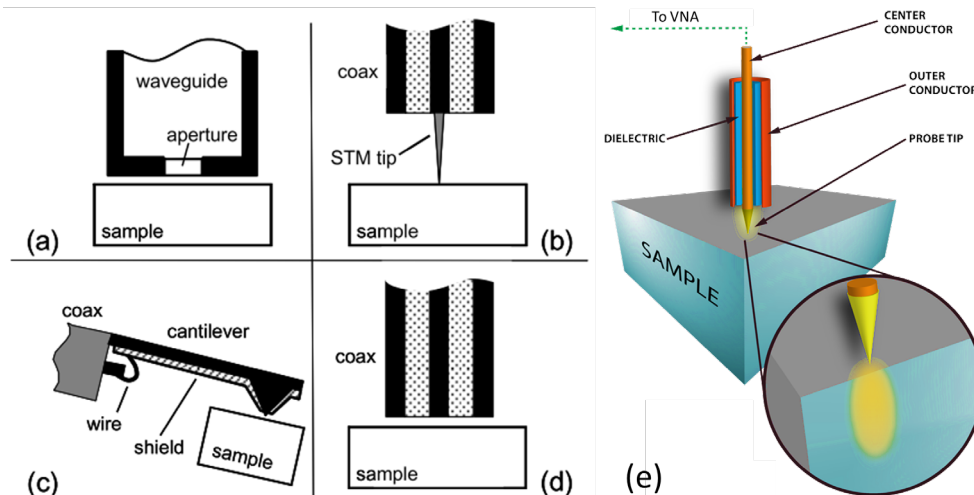 waveguide
aperture
sample
(a)
coax
STM tip
sample
(b)
coax
cantilever
wire
shield
sample
(c)
coax
sample
(d)
To VNA
CENTER
CONDUCTOR
OUTER
CONDUCTOR
DIELECTRIC
PROBE TIP
SAMPLE
(e)